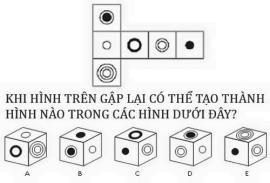 KHI HÌNH TRÊN GẤP LẠI CÓ THỂ TẠO THÀNH
HÌNH NÀO TRONG CÁC HÌNH DƯỚI ĐÂY?
A B C D E